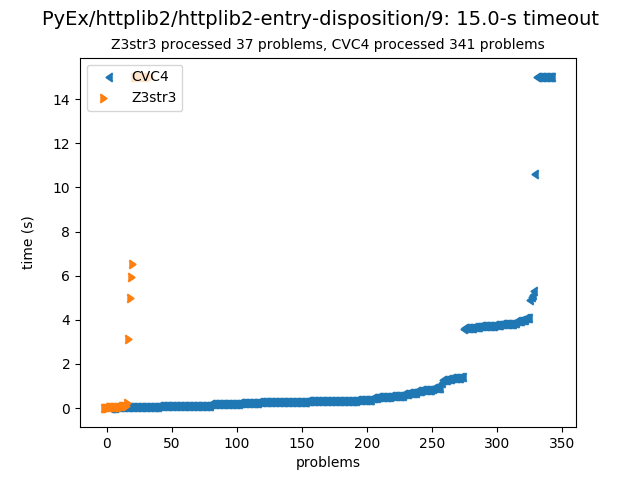 PyEx/httplib2/httplib2-entry-disposition/9: 15.0-s timeout
Z3str3 processed 37 problems, CVC4 processed 341 problems
CVC4
Z3str3
14
12
10
8
6
4
2
0
time (s)
0 50 100 150 200 250 300 350
problems